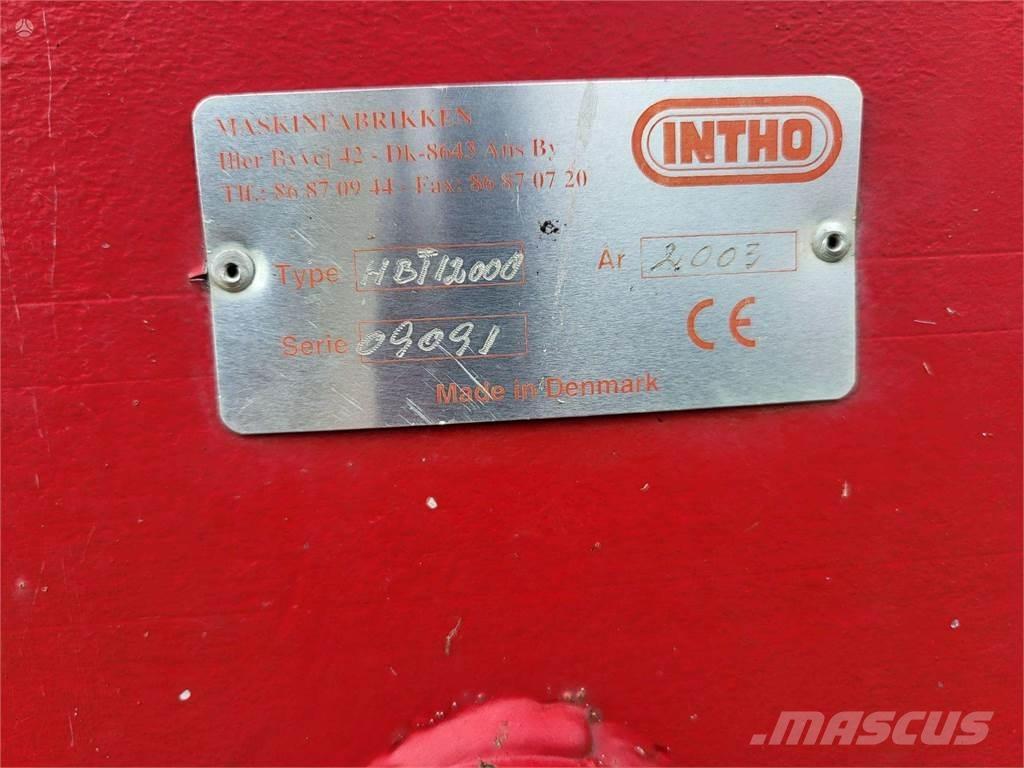 MASKINFABRIKKEN
Iller Byvej 42 - Dk-8643 Ans By
Tlf.: 86 87 09 44 - Fax: 86 87 07 20
INTHO
Type HBT12000
Ar 2003
Serie 09091
CE
Made in Denmark
MASCUS